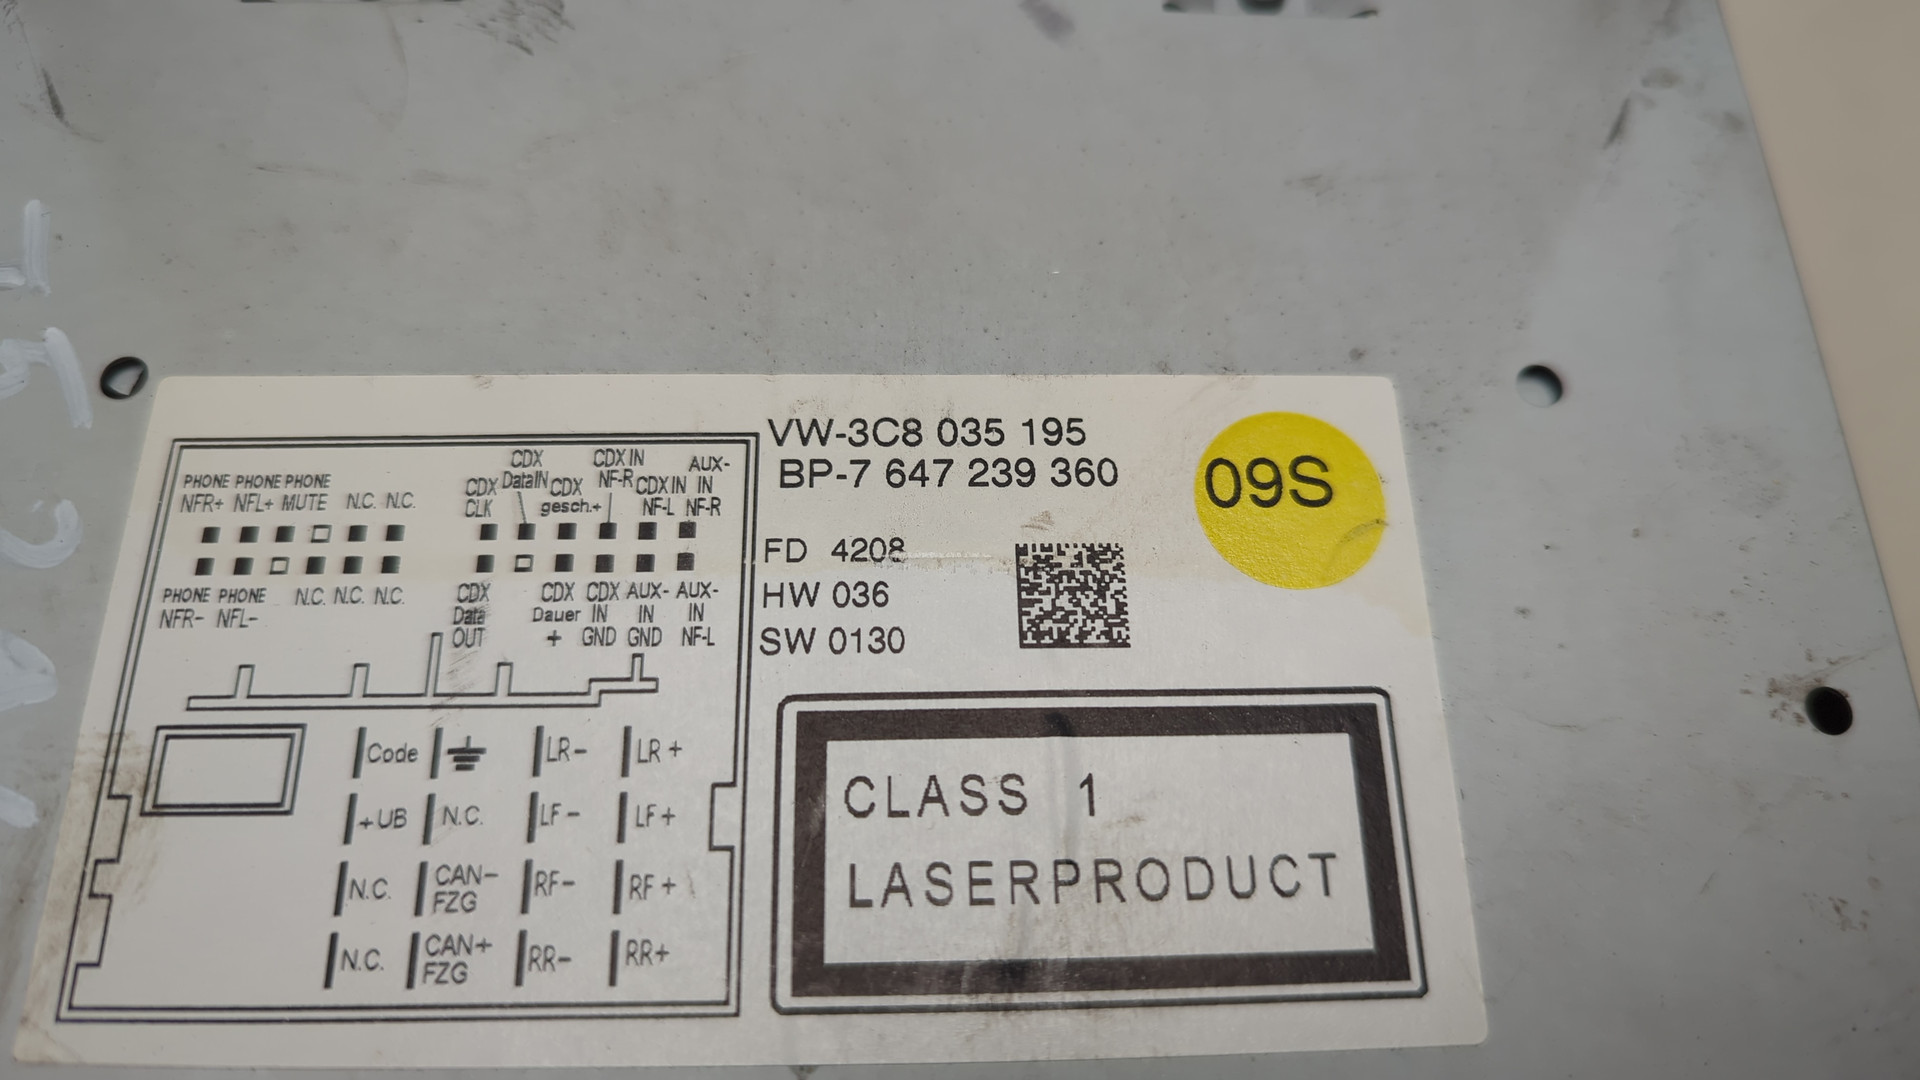 VW-3C8 035 195
BP-7 647 239 360
09S
FD 4208
HW 036
SW 0130
CLASS 1
LASERPRODUCT
PHONE PHONE PHONE
NFR+ NFL+ MUTE N.C. N.C.
CDX CDX IN AUX-
CDX DataIN CDX NF-R CDX IN IN
CLK gesch.+ NF-L NF-R
PHONE PHONE N.C. N.C. N.C.
NFR- NFL-
CDX CDX CDX AUX- AUX-
Data Dauer IN IN IN
OUT + GND GND NF-L
Code LR- LR+
+UB N.C. LF- LF+
N.C. CAN- RF- RF+
FZG
N.C. CAN+ RR- RR+
FZG